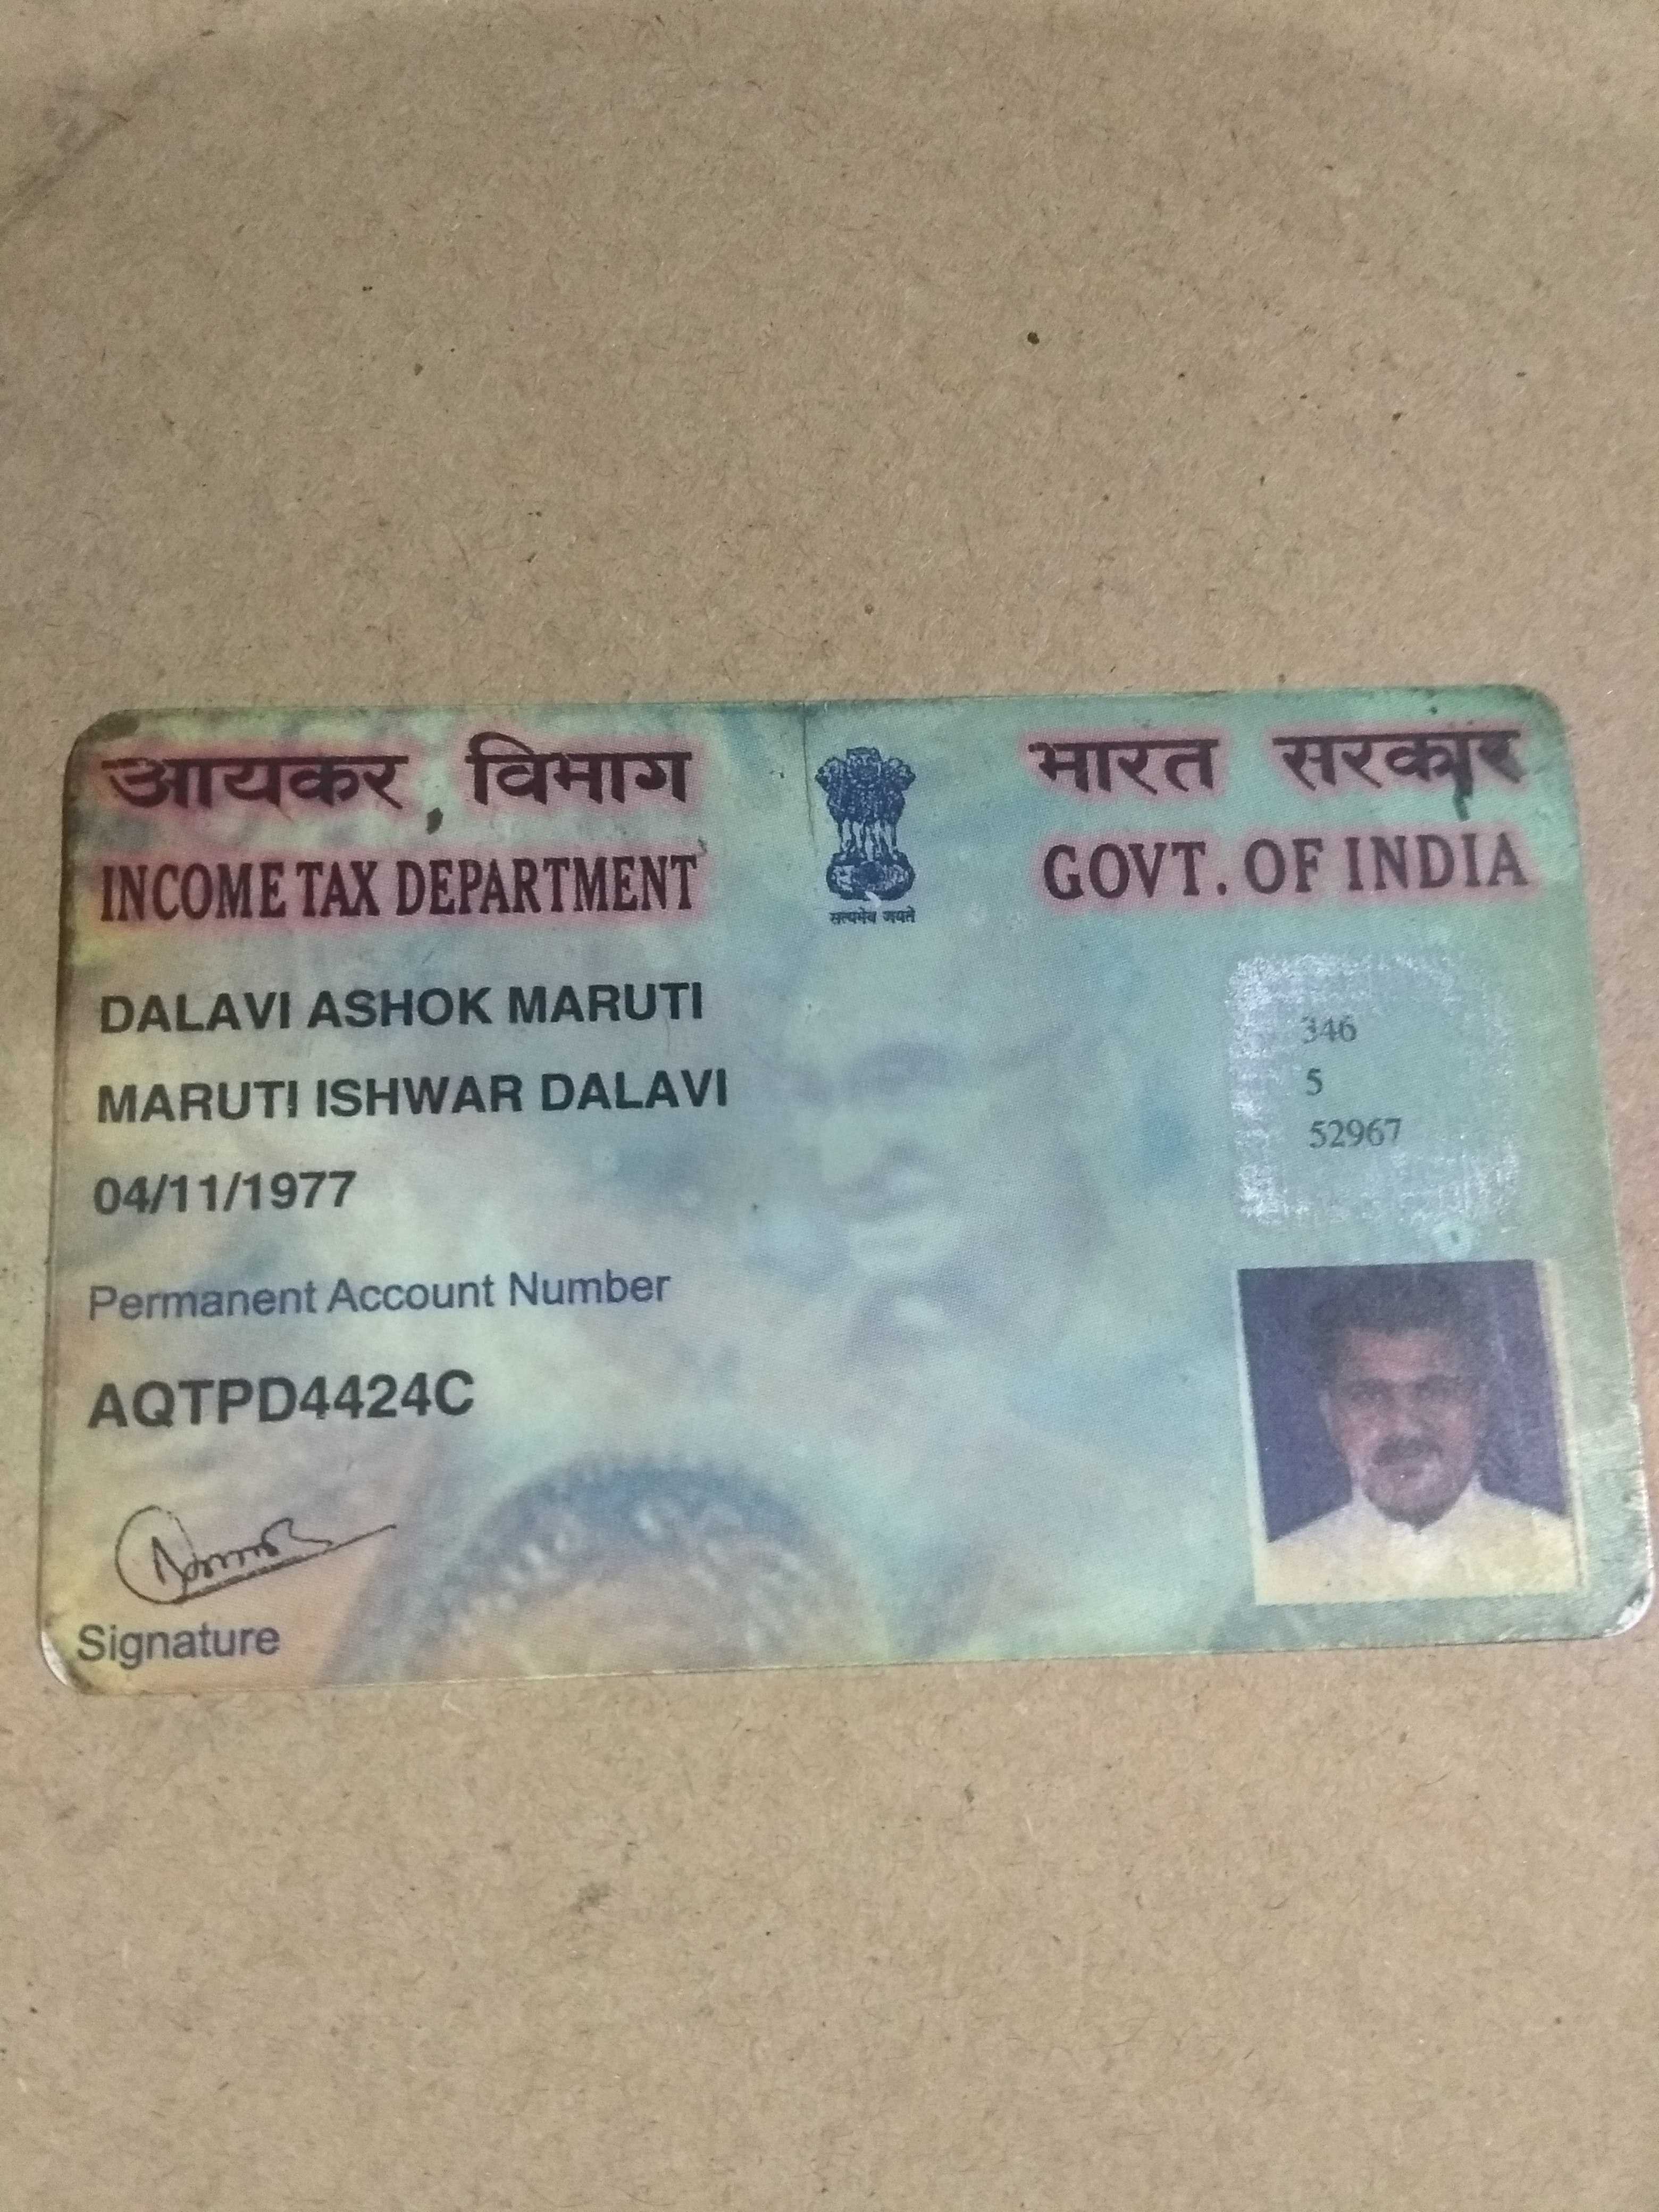 आयकर विभाग
INCOME TAX DEPARTMENT
सत्यमेव जयते
भारत सरकार
GOVT. OF INDIA
DALAVI ASHOK MARUTI
MARUTI ISHWAR DALAVI
04/11/1977
Permanent Account Number
AQTPD4424C
Signature
346
5
52967